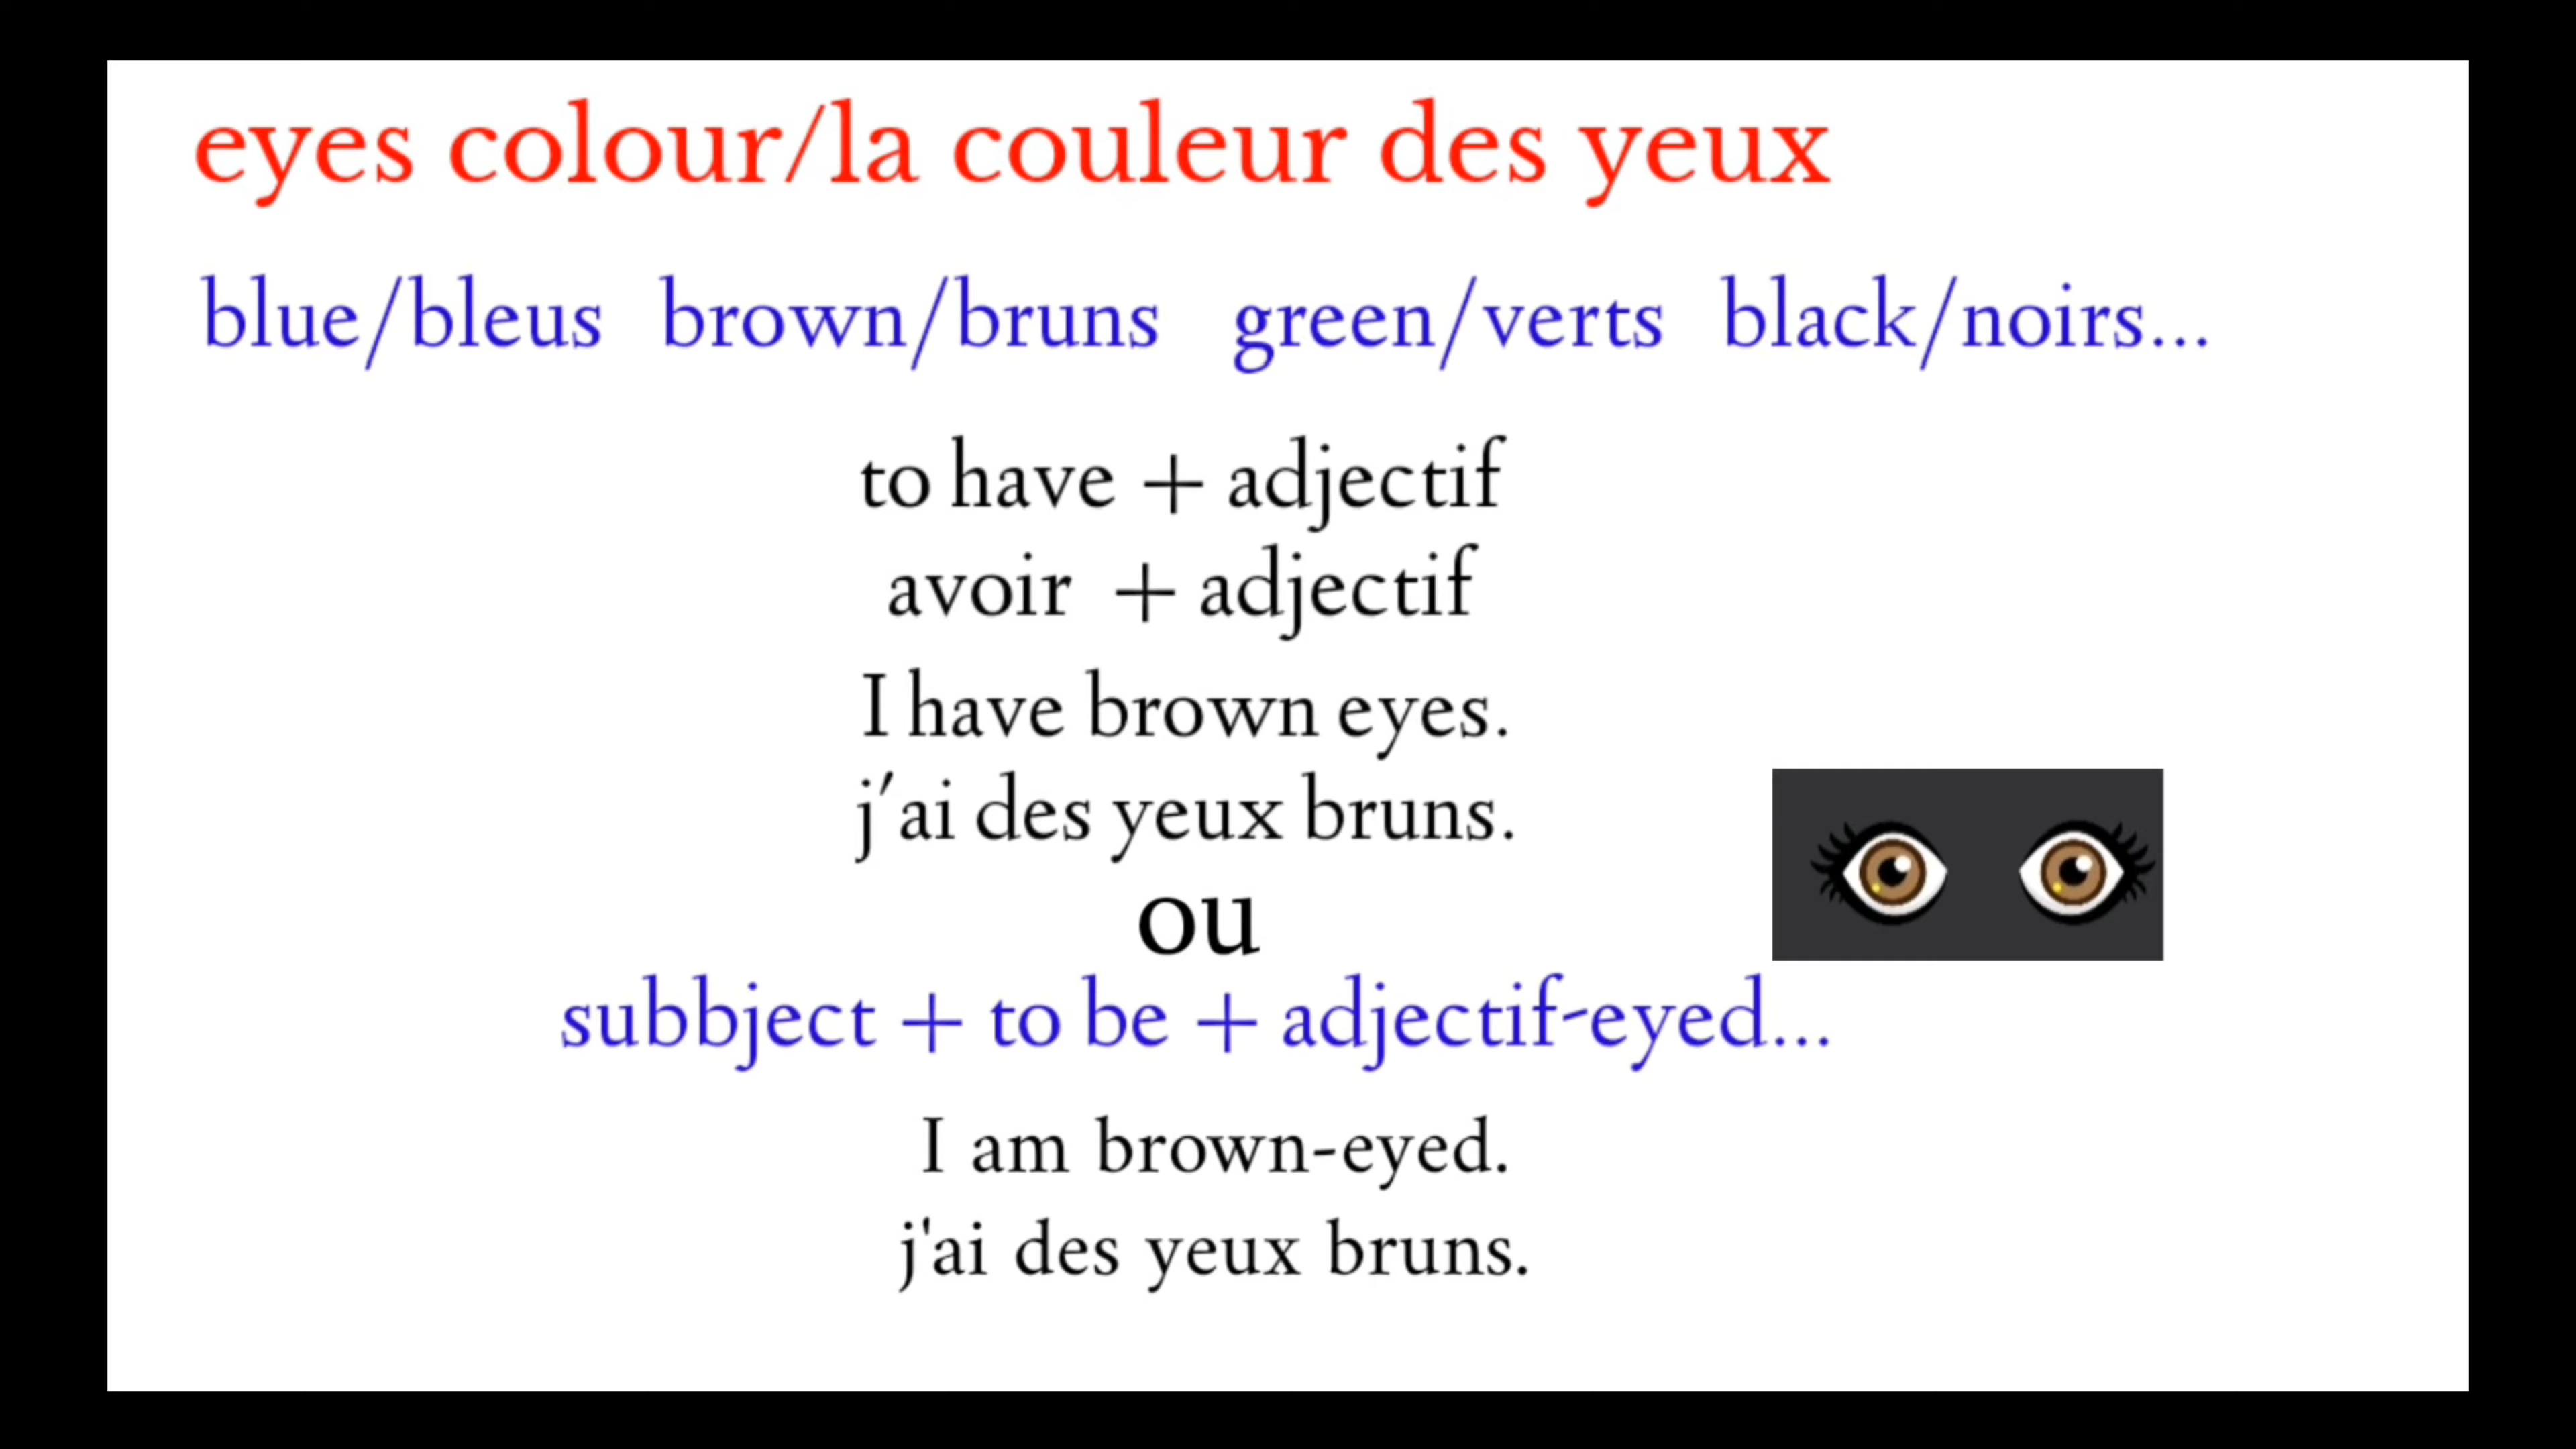 eyes colour/la couleur des yeux
blue/bleus brown/bruns green/verts black/noirs...
to have + adjectif
avoir + adjectif
I have brown eyes.
j'ai des yeux bruns.
ou
subbject + to be + adjectif-eyed...
I am brown-eyed.
j'ai des yeux bruns.